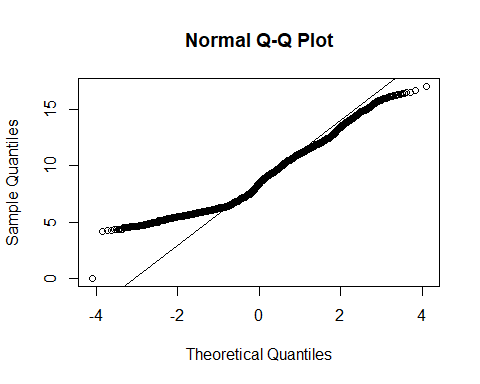 Normal Q-Q Plot
Sample Quantiles
15
10
5
0
-4 -2 0 2 4
Theoretical Quantiles